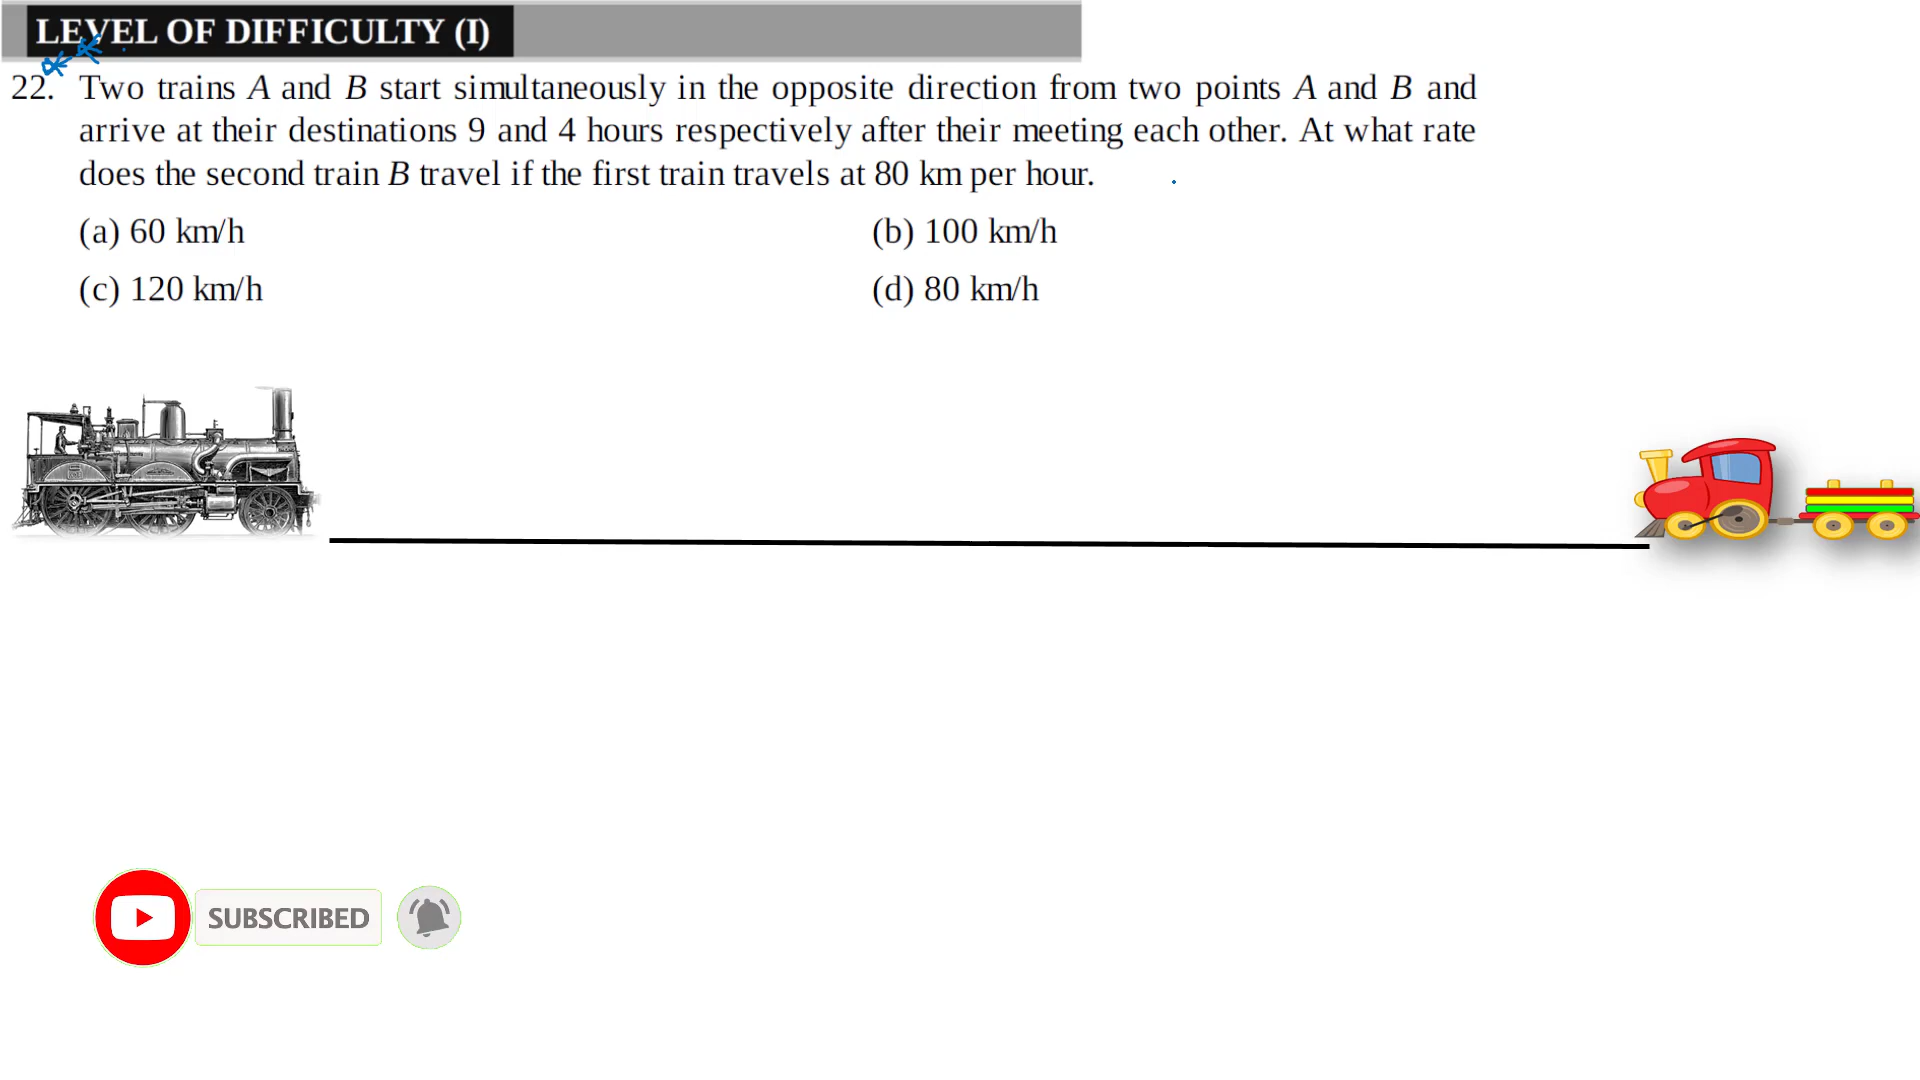 LEVEL OF DIFFICULTY (I)
22. Two trains A and B start simultaneously in the opposite direction from two points A and B and
arrive at their destinations 9 and 4 hours respectively after their meeting each other. At what rate
does the second train B travel if the first train travels at 80 km per hour.
(a) 60 km/h (b) 100 km/h
(c) 120 km/h (d) 80 km/h
SUBSCRIBED